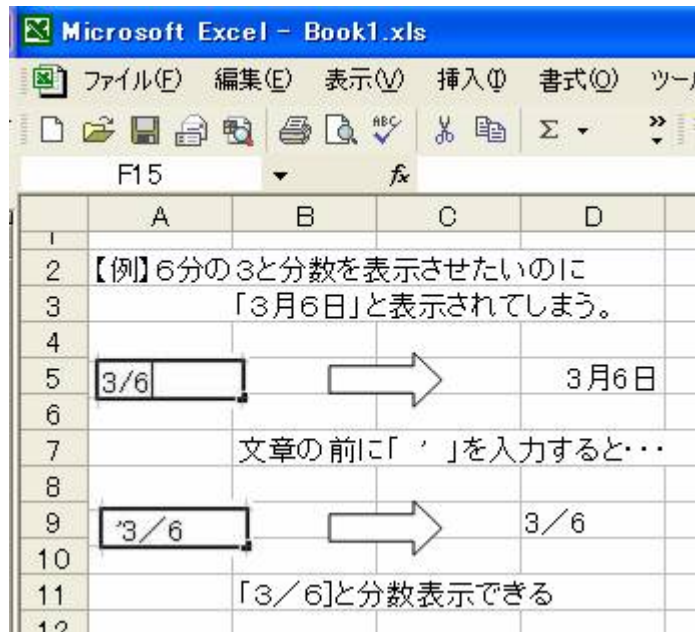 Microsoft Excel - Book1.xls
ファイル(F) 編集(E) 表示(V) 挿入(I) 書式(O)
ABC Σ
F15 fx
A B C D
2 【例】6分の3と分数を表示させたいのに
3 「3月6日」と表示されてしまう。
4
5 3/6 3月6日
6
7 文章の前に「 ′ 」を入力すると・・・
8
9 ′3／6 3／6
10
11 「3／6]と分数表示できる